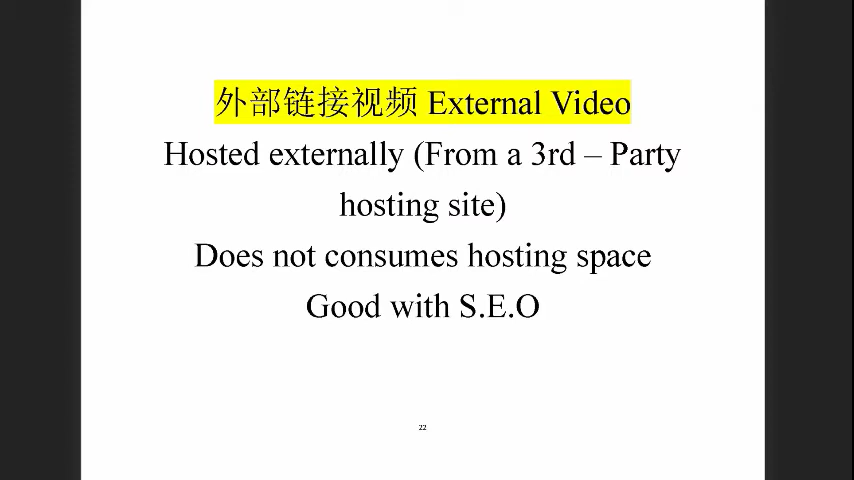 外部链接视频 External Video
Hosted externally (From a 3rd – Party
hosting site)
Does not consumes hosting space
Good with S.E.O
22